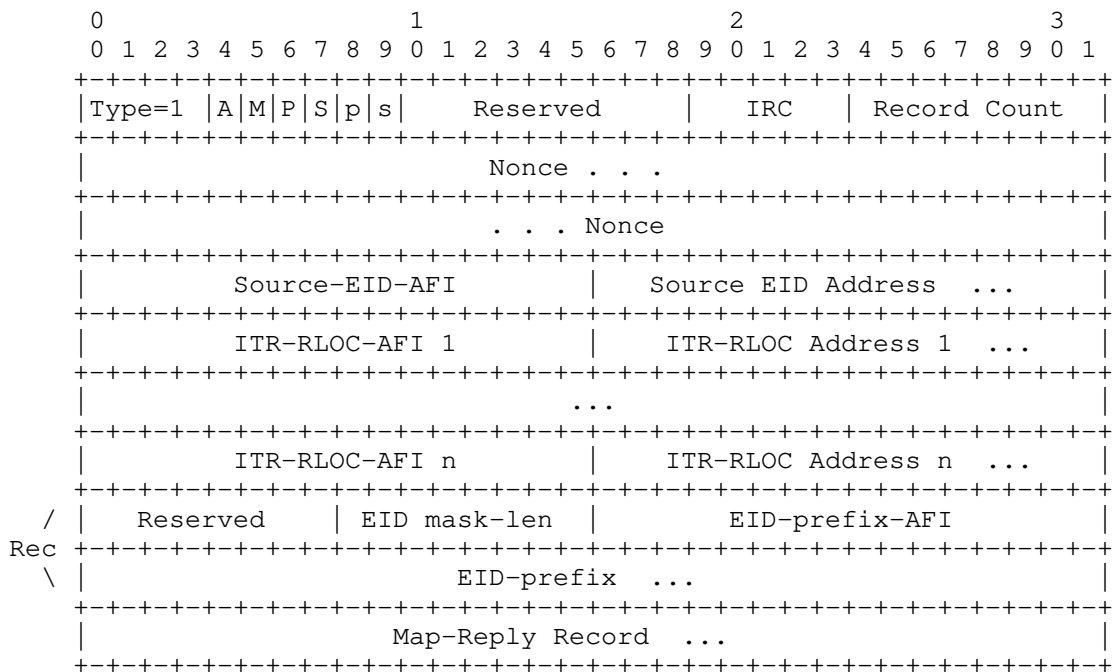 0                   1                   2                   3
 0 1 2 3 4 5 6 7 8 9 0 1 2 3 4 5 6 7 8 9 0 1 2 3 4 5 6 7 8 9 0 1
+-+-+-+-+-+-+-+-+-+-+-+-+-+-+-+-+-+-+-+-+-+-+-+-+-+-+-+-+-+-+-+-+
|Type=1 |A|M|P|S|p|s|    Reserved     |   IRC   | Record Count  |
+-+-+-+-+-+-+-+-+-+-+-+-+-+-+-+-+-+-+-+-+-+-+-+-+-+-+-+-+-+-+-+-+
|                         Nonce . . .                           |
+-+-+-+-+-+-+-+-+-+-+-+-+-+-+-+-+-+-+-+-+-+-+-+-+-+-+-+-+-+-+-+-+
|                         . . . Nonce                           |
+-+-+-+-+-+-+-+-+-+-+-+-+-+-+-+-+-+-+-+-+-+-+-+-+-+-+-+-+-+-+-+-+
|         Source-EID-AFI        |   Source EID Address  ...     |
+-+-+-+-+-+-+-+-+-+-+-+-+-+-+-+-+-+-+-+-+-+-+-+-+-+-+-+-+-+-+-+-+
|         ITR-RLOC-AFI 1        |    ITR-RLOC Address 1  ...    |
+-+-+-+-+-+-+-+-+-+-+-+-+-+-+-+-+-+-+-+-+-+-+-+-+-+-+-+-+-+-+-+-+
|                              ...                              |
+-+-+-+-+-+-+-+-+-+-+-+-+-+-+-+-+-+-+-+-+-+-+-+-+-+-+-+-+-+-+-+-+
|         ITR-RLOC-AFI n        |    ITR-RLOC Address n  ...    |
+-+-+-+-+-+-+-+-+-+-+-+-+-+-+-+-+-+-+-+-+-+-+-+-+-+-+-+-+-+-+-+-+
/ |   Reserved    | EID mask-len  |        EID-prefix-AFI         |
Rec +-+-+-+-+-+-+-+-+-+-+-+-+-+-+-+-+-+-+-+-+-+-+-+-+-+-+-+-+-+-+-+-+
\ |                       EID-prefix  ...                         |
+-+-+-+-+-+-+-+-+-+-+-+-+-+-+-+-+-+-+-+-+-+-+-+-+-+-+-+-+-+-+-+-+
|                   Map-Reply Record  ...                       |
+-+-+-+-+-+-+-+-+-+-+-+-+-+-+-+-+-+-+-+-+-+-+-+-+-+-+-+-+-+-+-+-+